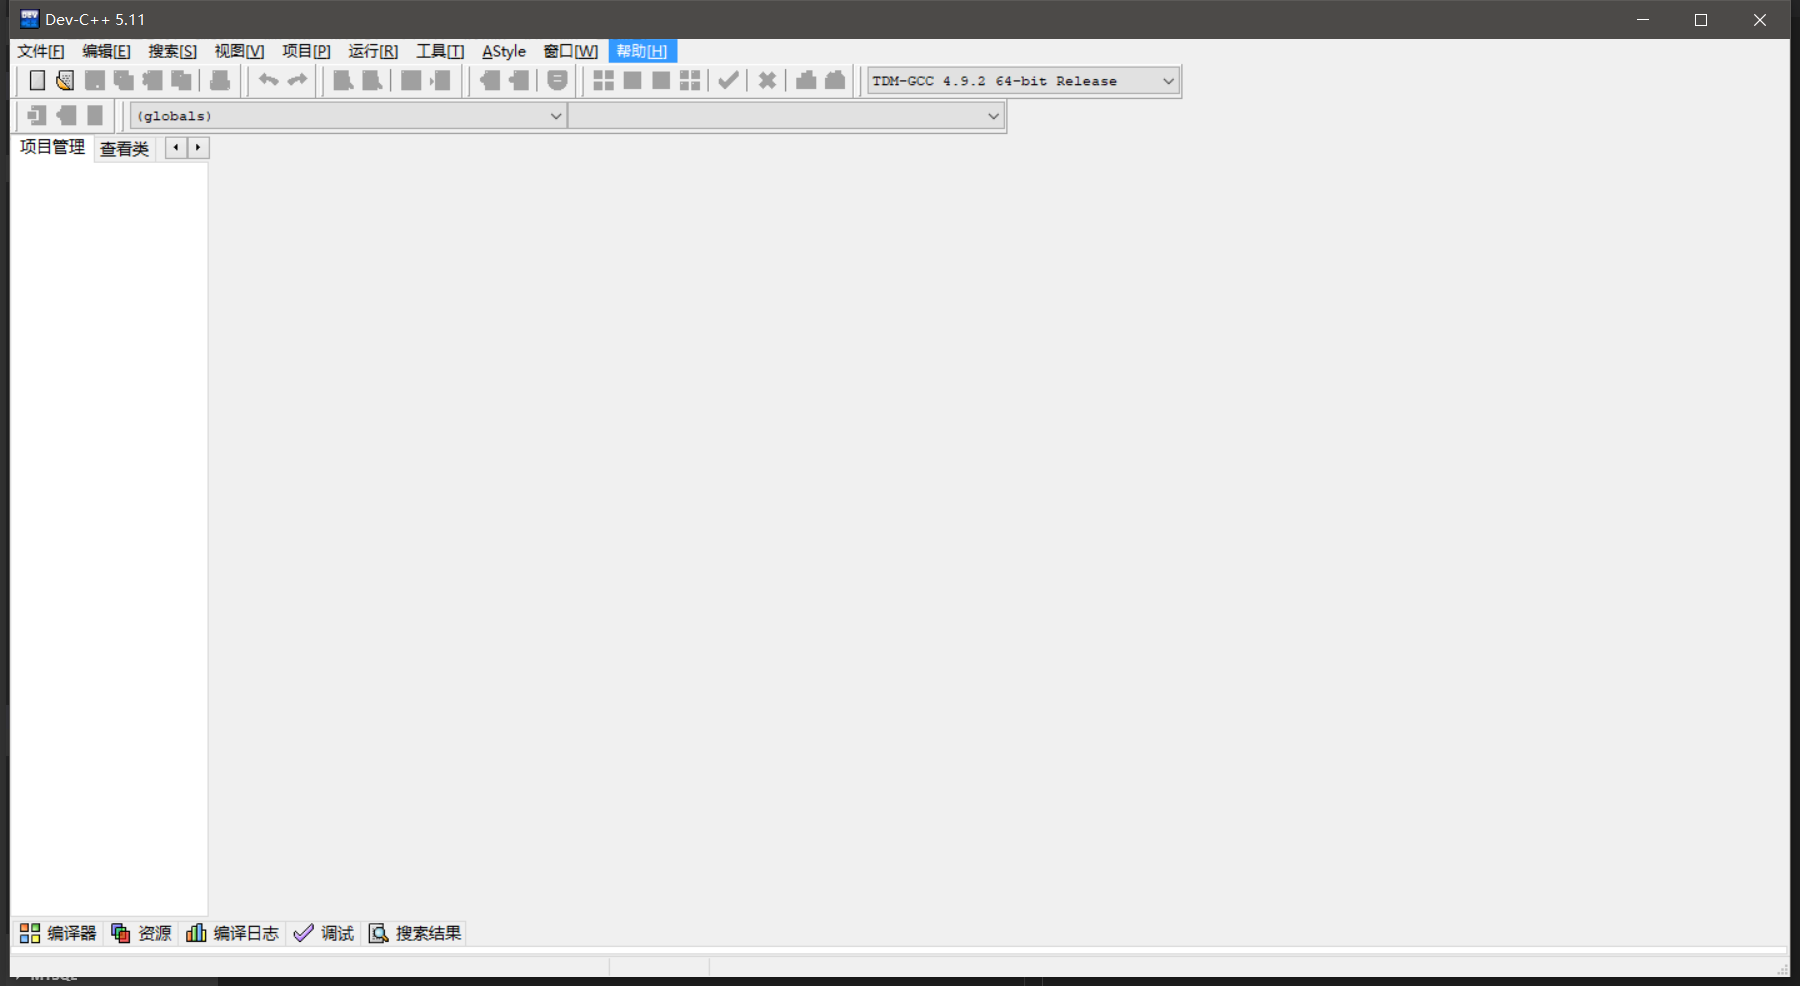 Dev-C++ 5.11
文件[F] 编辑[E] 搜索[S] 视图[V] 项目[P] 运行[R] 工具[T] AStyle 窗口[W] 帮助[H]
TDM-GCC 4.9.2 64-bit Release
(globals)
项目管理 查看类
编译器 资源 编译日志 调试 搜索结果